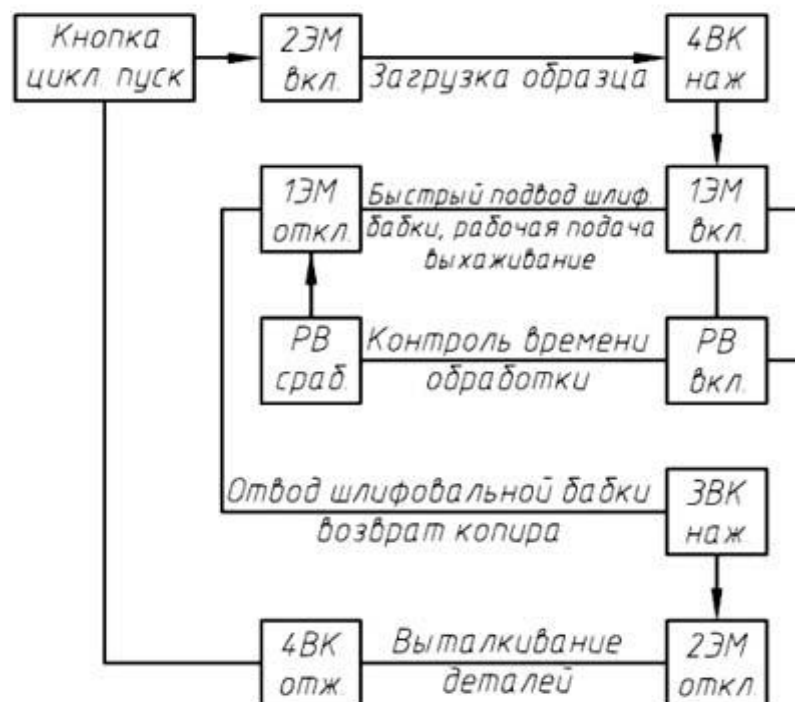 Кнопка
цикл. пуск
2ЭМ
вкл.
Загрузка образца
4ВК
наж
1ЭМ
откл.
Быстрый подвод шлиф.
бабки, рабочая подача
выхаживание
1ЭМ
вкл.
РВ
сраб.
Контроль времени
обработки
РВ
вкл.
Отвод шлифовальной бабки
возврат копира
3ВК
наж.
4ВК
отж.
Выталкивание
деталей
2ЭМ
откл.